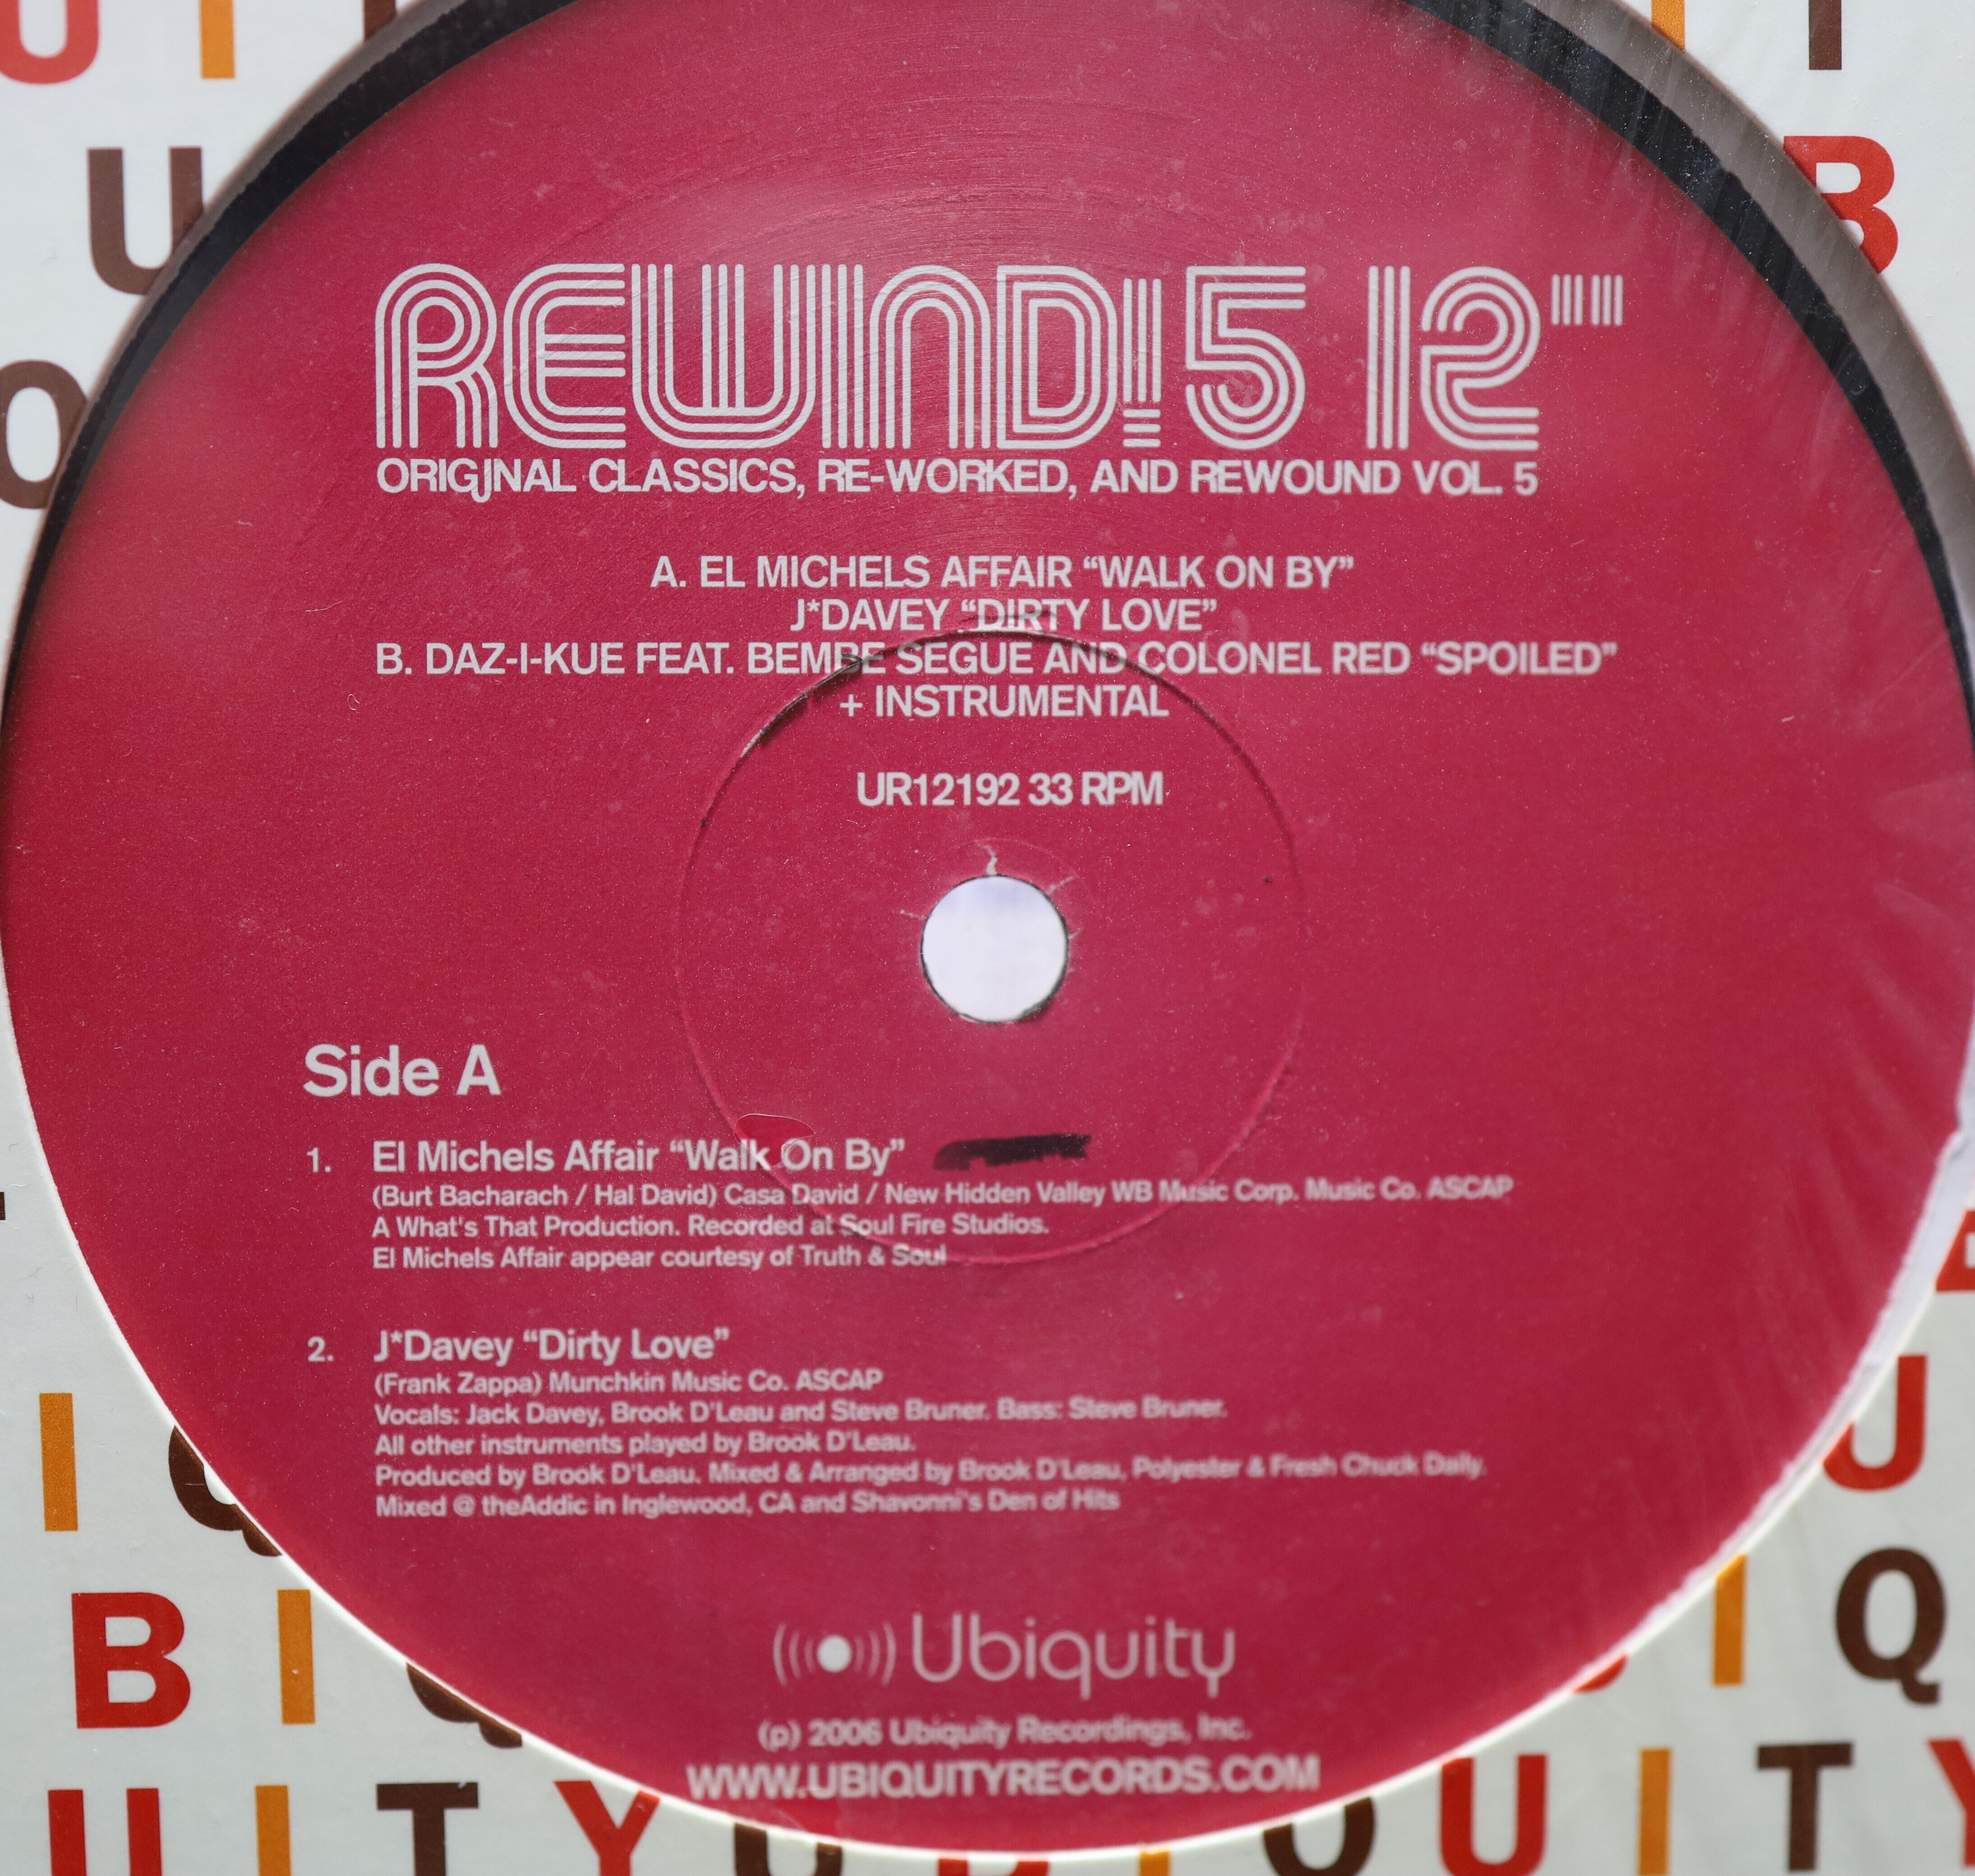 REWIND! 5 12"
ORIGINAL CLASSICS, RE-WORKED, AND REWOUND VOL. 5
A. EL MICHELS AFFAIR “WALK ON BY”
J*DAVEY “DIRTY LOVE”
B. DAZ-I-KUE FEAT. BEMBE SEGUE AND COLONEL RED “SPOILED”
+ INSTRUMENTAL
UR12192 33 RPM
Side A
1. El Michels Affair “Walk On By”
(Burt Bacharach / Hal David) Casa David / New Hidden Valley WB Music Corp. Music Co. ASCAP
A What's That Production. Recorded at Soul Fire Studios.
El Michels Affair appear courtesy of Truth & Soul
2. J*Davey “Dirty Love”
(Frank Zappa) Munchkin Music Co. ASCAP
Vocals: Jack Davey, Brook D'Leau and Steve Bruner. Bass: Steve Bruner.
All other instruments played by Brook D'Leau.
Produced by Brook D'Leau. Mixed & Arranged by Brook D'Leau, Polyester & Fresh Chuck Daily.
Mixed @ theAddic in Inglewood, CA and Shavonni's Den of Hits
Ubiquity
(p) 2006 Ubiquity Recordings, Inc.
WWW.UBIQUITYRECORDS.COM